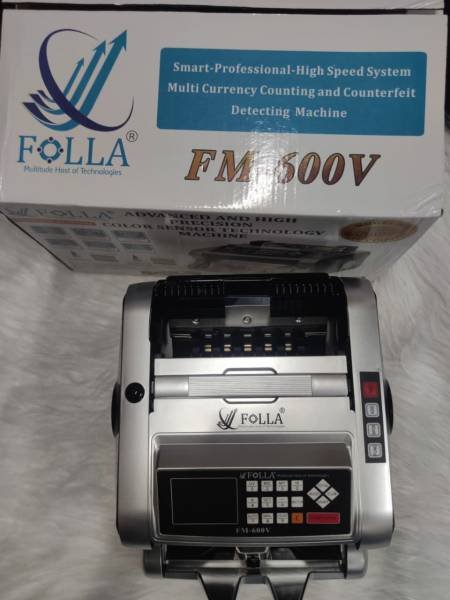 FOLLA®
Multitude Host of Technologies
Smart-Professional-High Speed System
Multi Currency Counting and Counterfeit
Detecting Machine
FM-600V
FOLLA ADVANCED AND HIGH
PRECISION
COLOR SENSOR TECHNOLOGY
MACHINE
FOLLA®
FOLLA
FM-600V